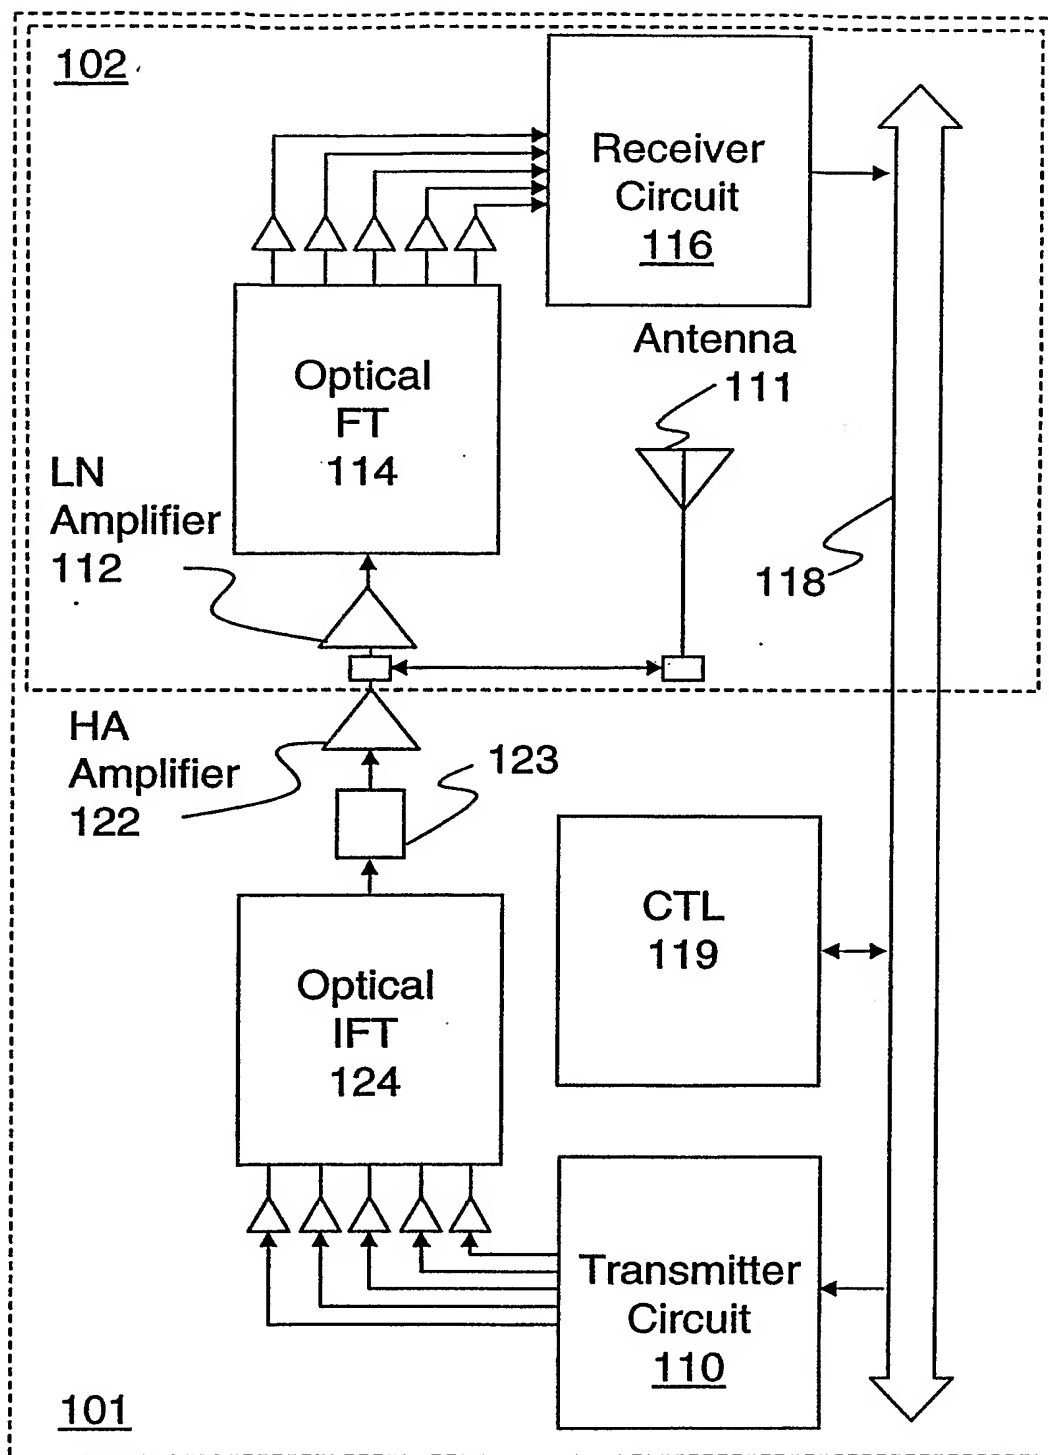 102
Receiver
Circuit
116
Antenna
111
Optical
FT
114
LN
Amplifier
112
118
HA
Amplifier
122
123
CTL
119
Optical
IFT
124
Transmitter
Circuit
110
101